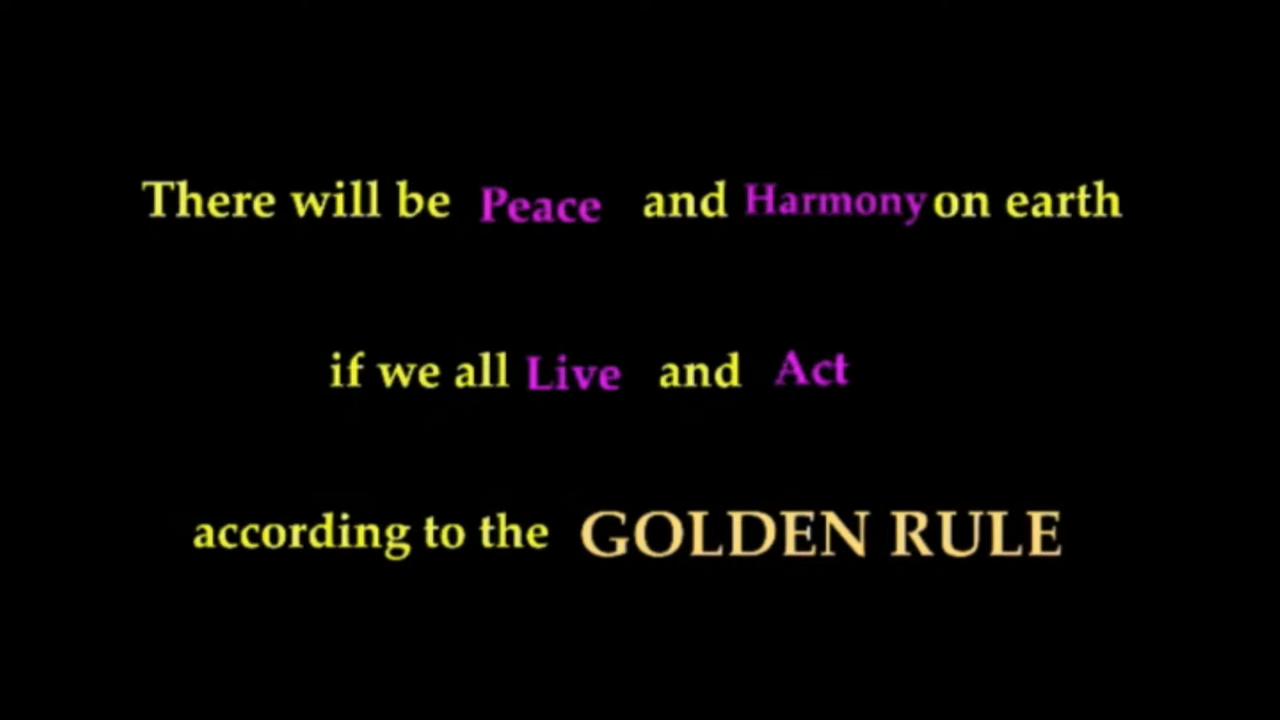 There will be Peace and Harmony on earth
if we all Live and Act
according to the GOLDEN RULE